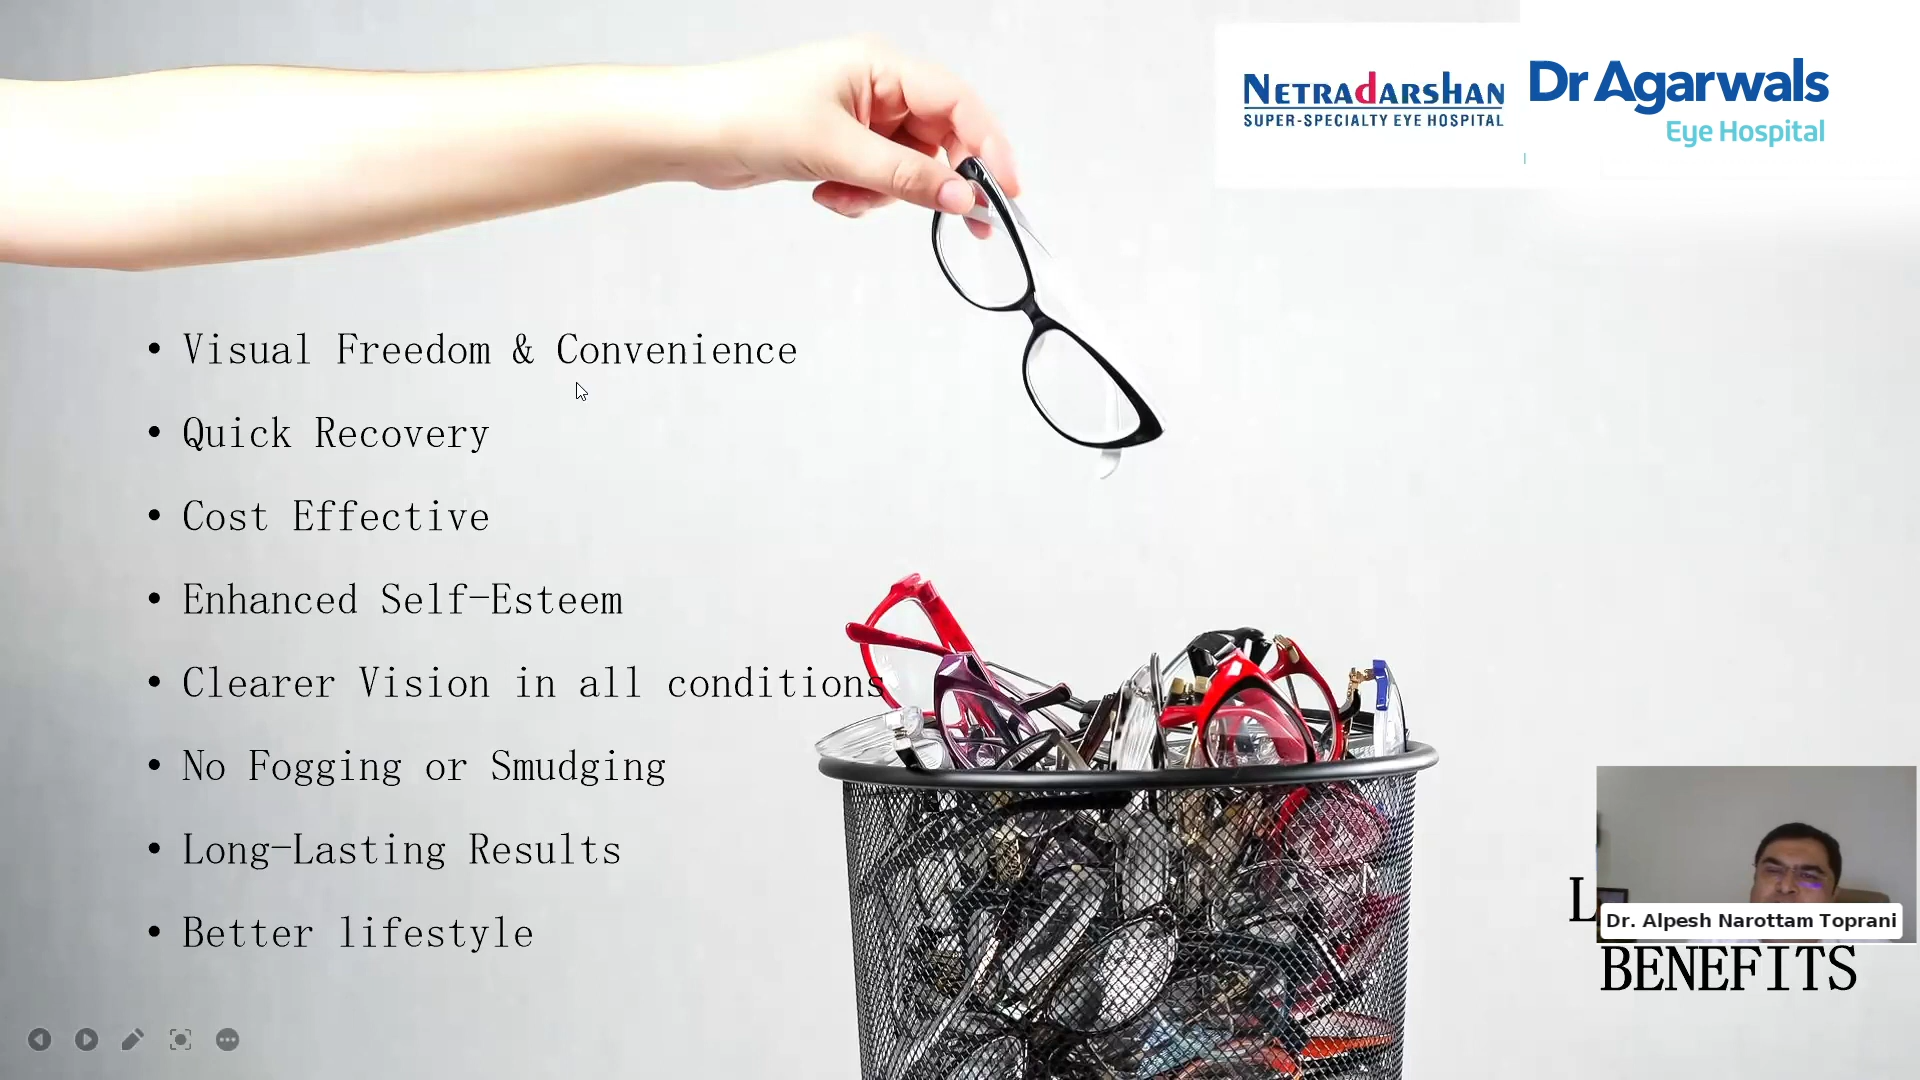 NETRADARSHAN
SUPER-SPECIALTY EYE HOSPITAL
Dr Agarwals
Eye Hospital
• Visual Freedom & Convenience
• Quick Recovery
• Cost Effective
• Enhanced Self-Esteem
• Clearer Vision in all conditions
• No Fogging or Smudging
• Long-Lasting Results
• Better lifestyle
Dr. Alpesh Narottam Toprani
BENEFITS